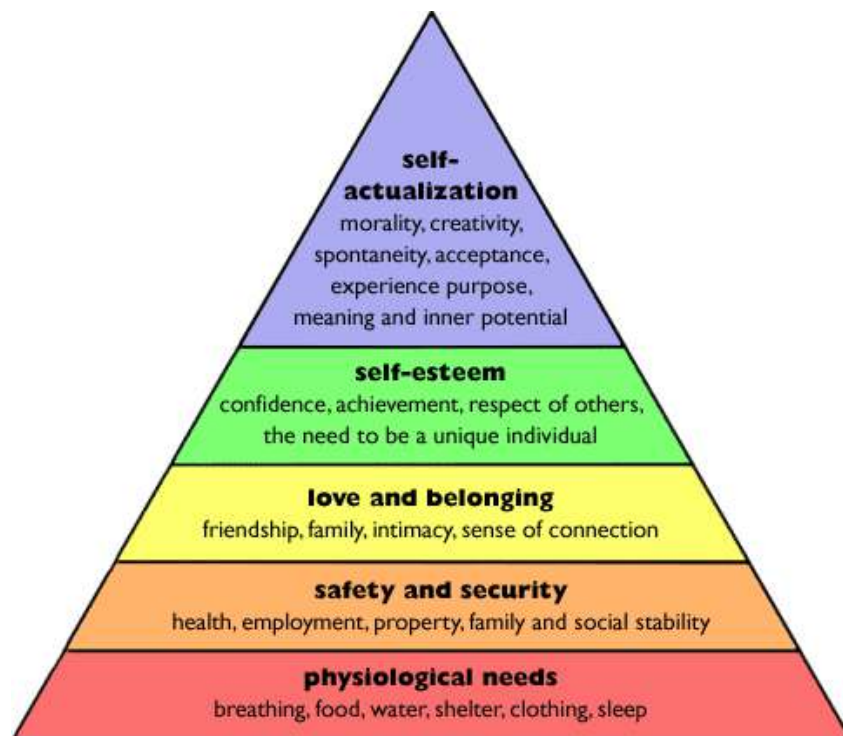 self-
actualization
morality, creativity,
spontaneity, acceptance,
experience purpose,
meaning and inner potential
self-esteem
confidence, achievement, respect of others,
the need to be a unique individual
love and belonging
friendship, family, intimacy, sense of connection
safety and security
health, employment, property, family and social stability
physiological needs
breathing, food, water, shelter, clothing, sleep